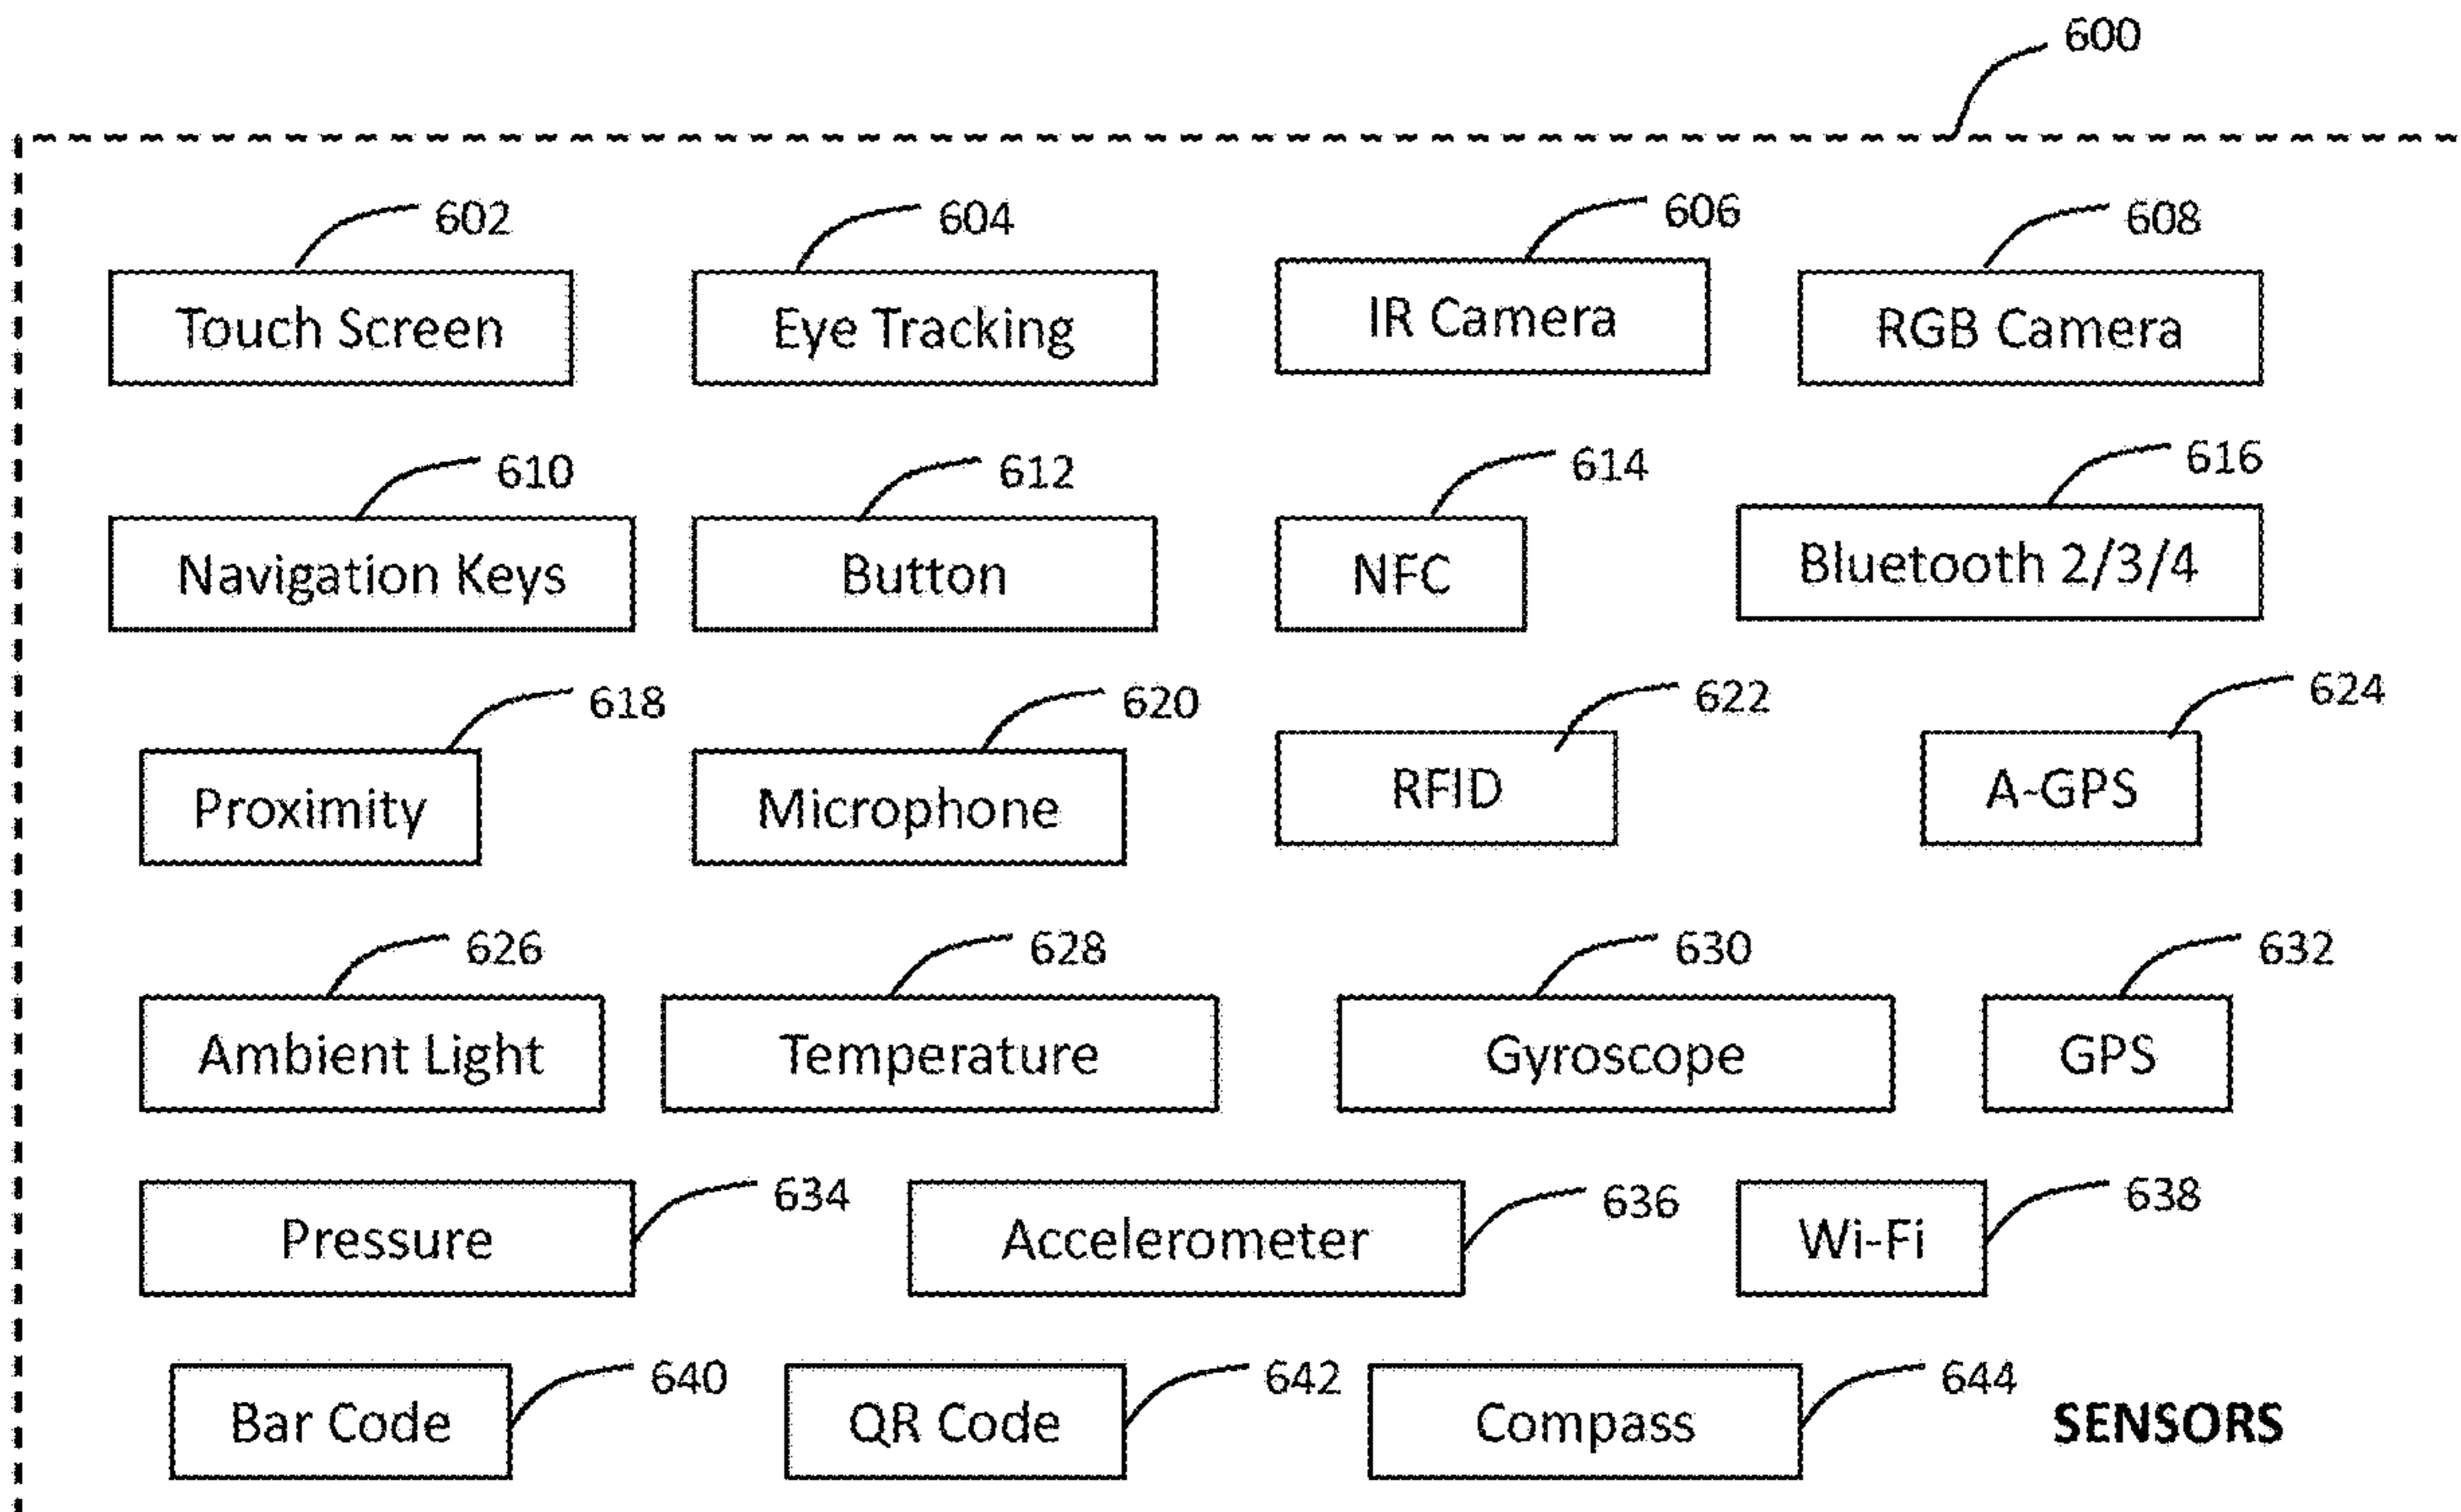 600
602 604 606 608
Touch Screen Eye Tracking IR Camera RGB Camera
610 612 614 616
Navigation Keys Button NFC Bluetooth 2/3/4
618 620 622 624
Proximity Microphone RFID A-GPS
626 628 630 632
Ambient Light Temperature Gyroscope GPS
634 636 638
Pressure Accelerometer Wi-Fi
640 642 644
Bar Code QR Code Compass SENSORS